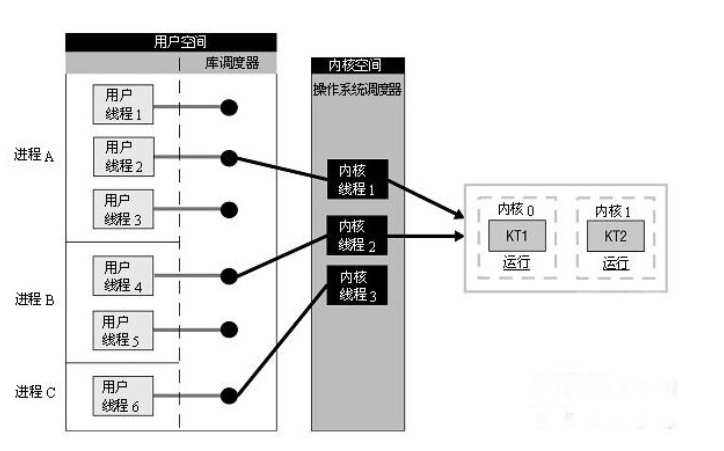 用户空间
库调度器
内核空间
操作系统调度器
进程A
用户
线程1
用户
线程2
用户
线程3
进程B
用户
线程4
用户
线程5
进程C
用户
线程6
内核
线程1
内核
线程2
内核
线程3
内核0
KT1
运行
内核1
KT2
运行